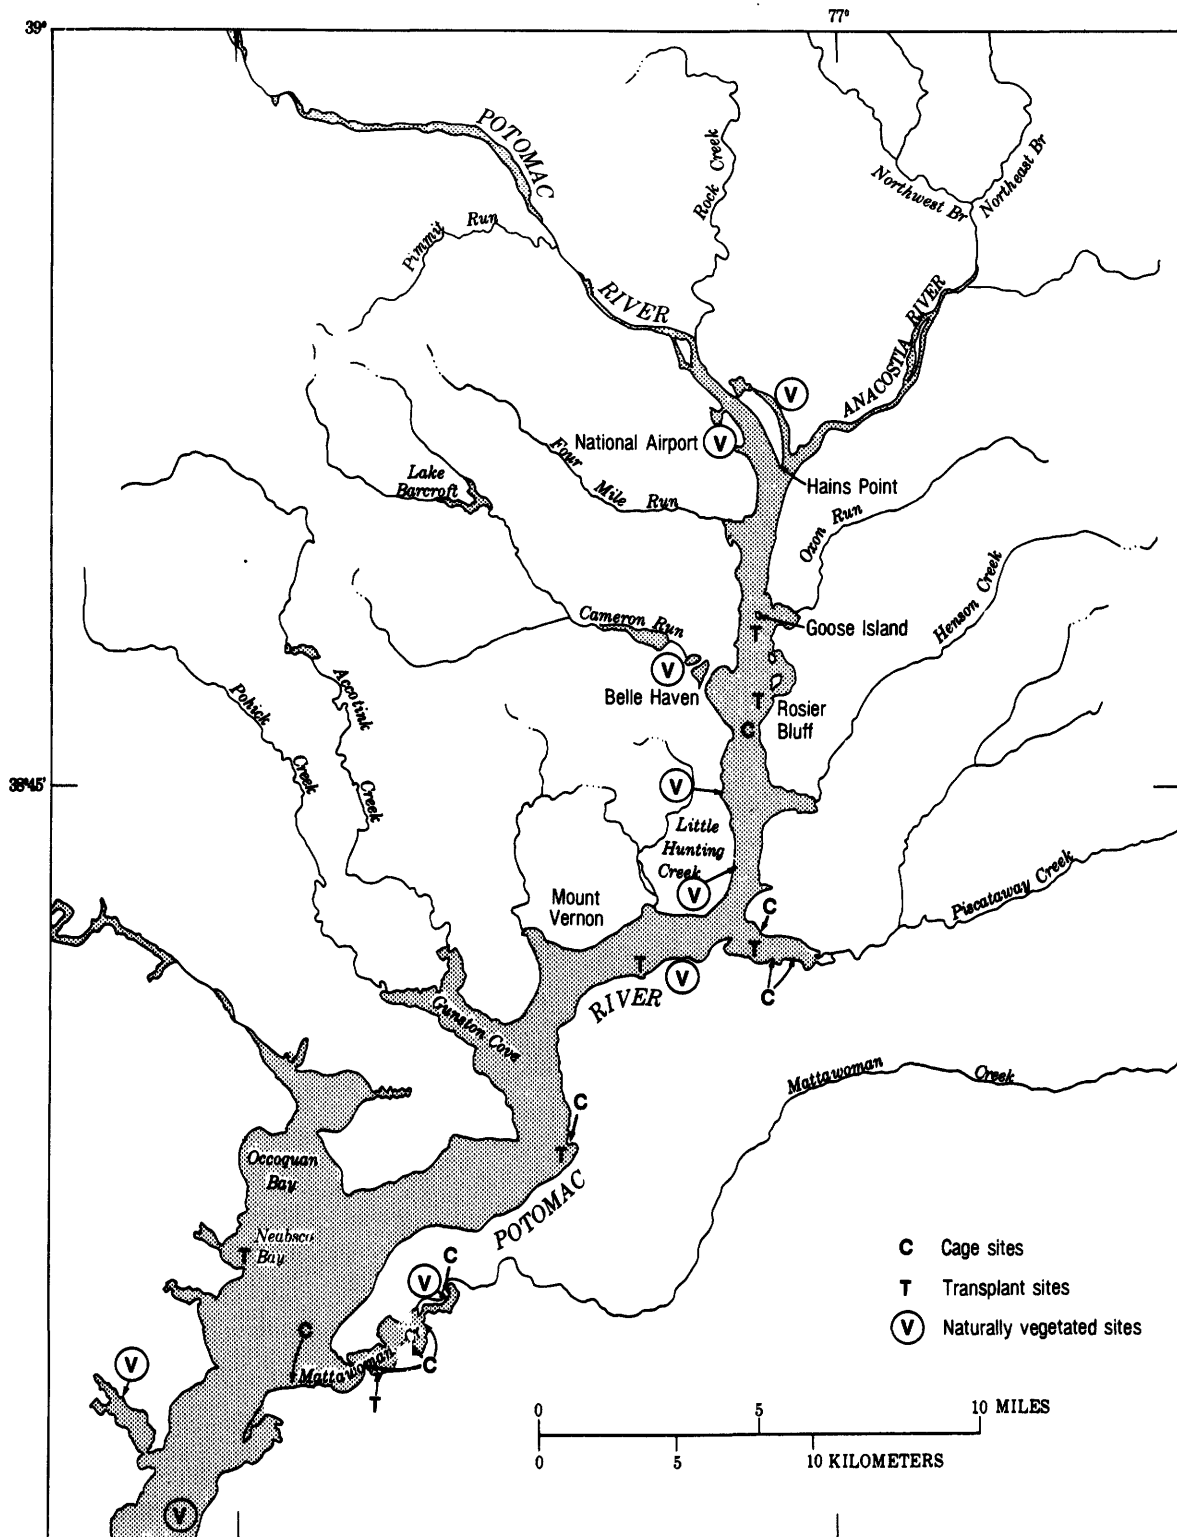 39°
77°
POTOMAC
Rock Creek
Northwest Br
Northeast Br
Pimmit Run
RIVER
ANACOSTIA RIVER
V
National Airport
V
Hains Point
Four Mile Run
Lake
Barcroft
Oxon Run
Henson Creek
Cameron Run
T
Goose Island
V
Belle Haven
T
Rosier
Bluff
C
Accotink Creek
Pohick Creek
38°45'
V
Little
Hunting
Creek
V
Mount
Vernon
C
Piscataway Creek
T
T
V
C
RIVER
Gunston Cove
Mattawoman Creek
C
T
Occoquan
Bay
POTOMAC
Neabsco
Bay
T
C
V
C
Mattawoman
C
T
V
V
C Cage sites
T Transplant sites
V Naturally vegetated sites
0 5 10 MILES
0 5 10 KILOMETERS